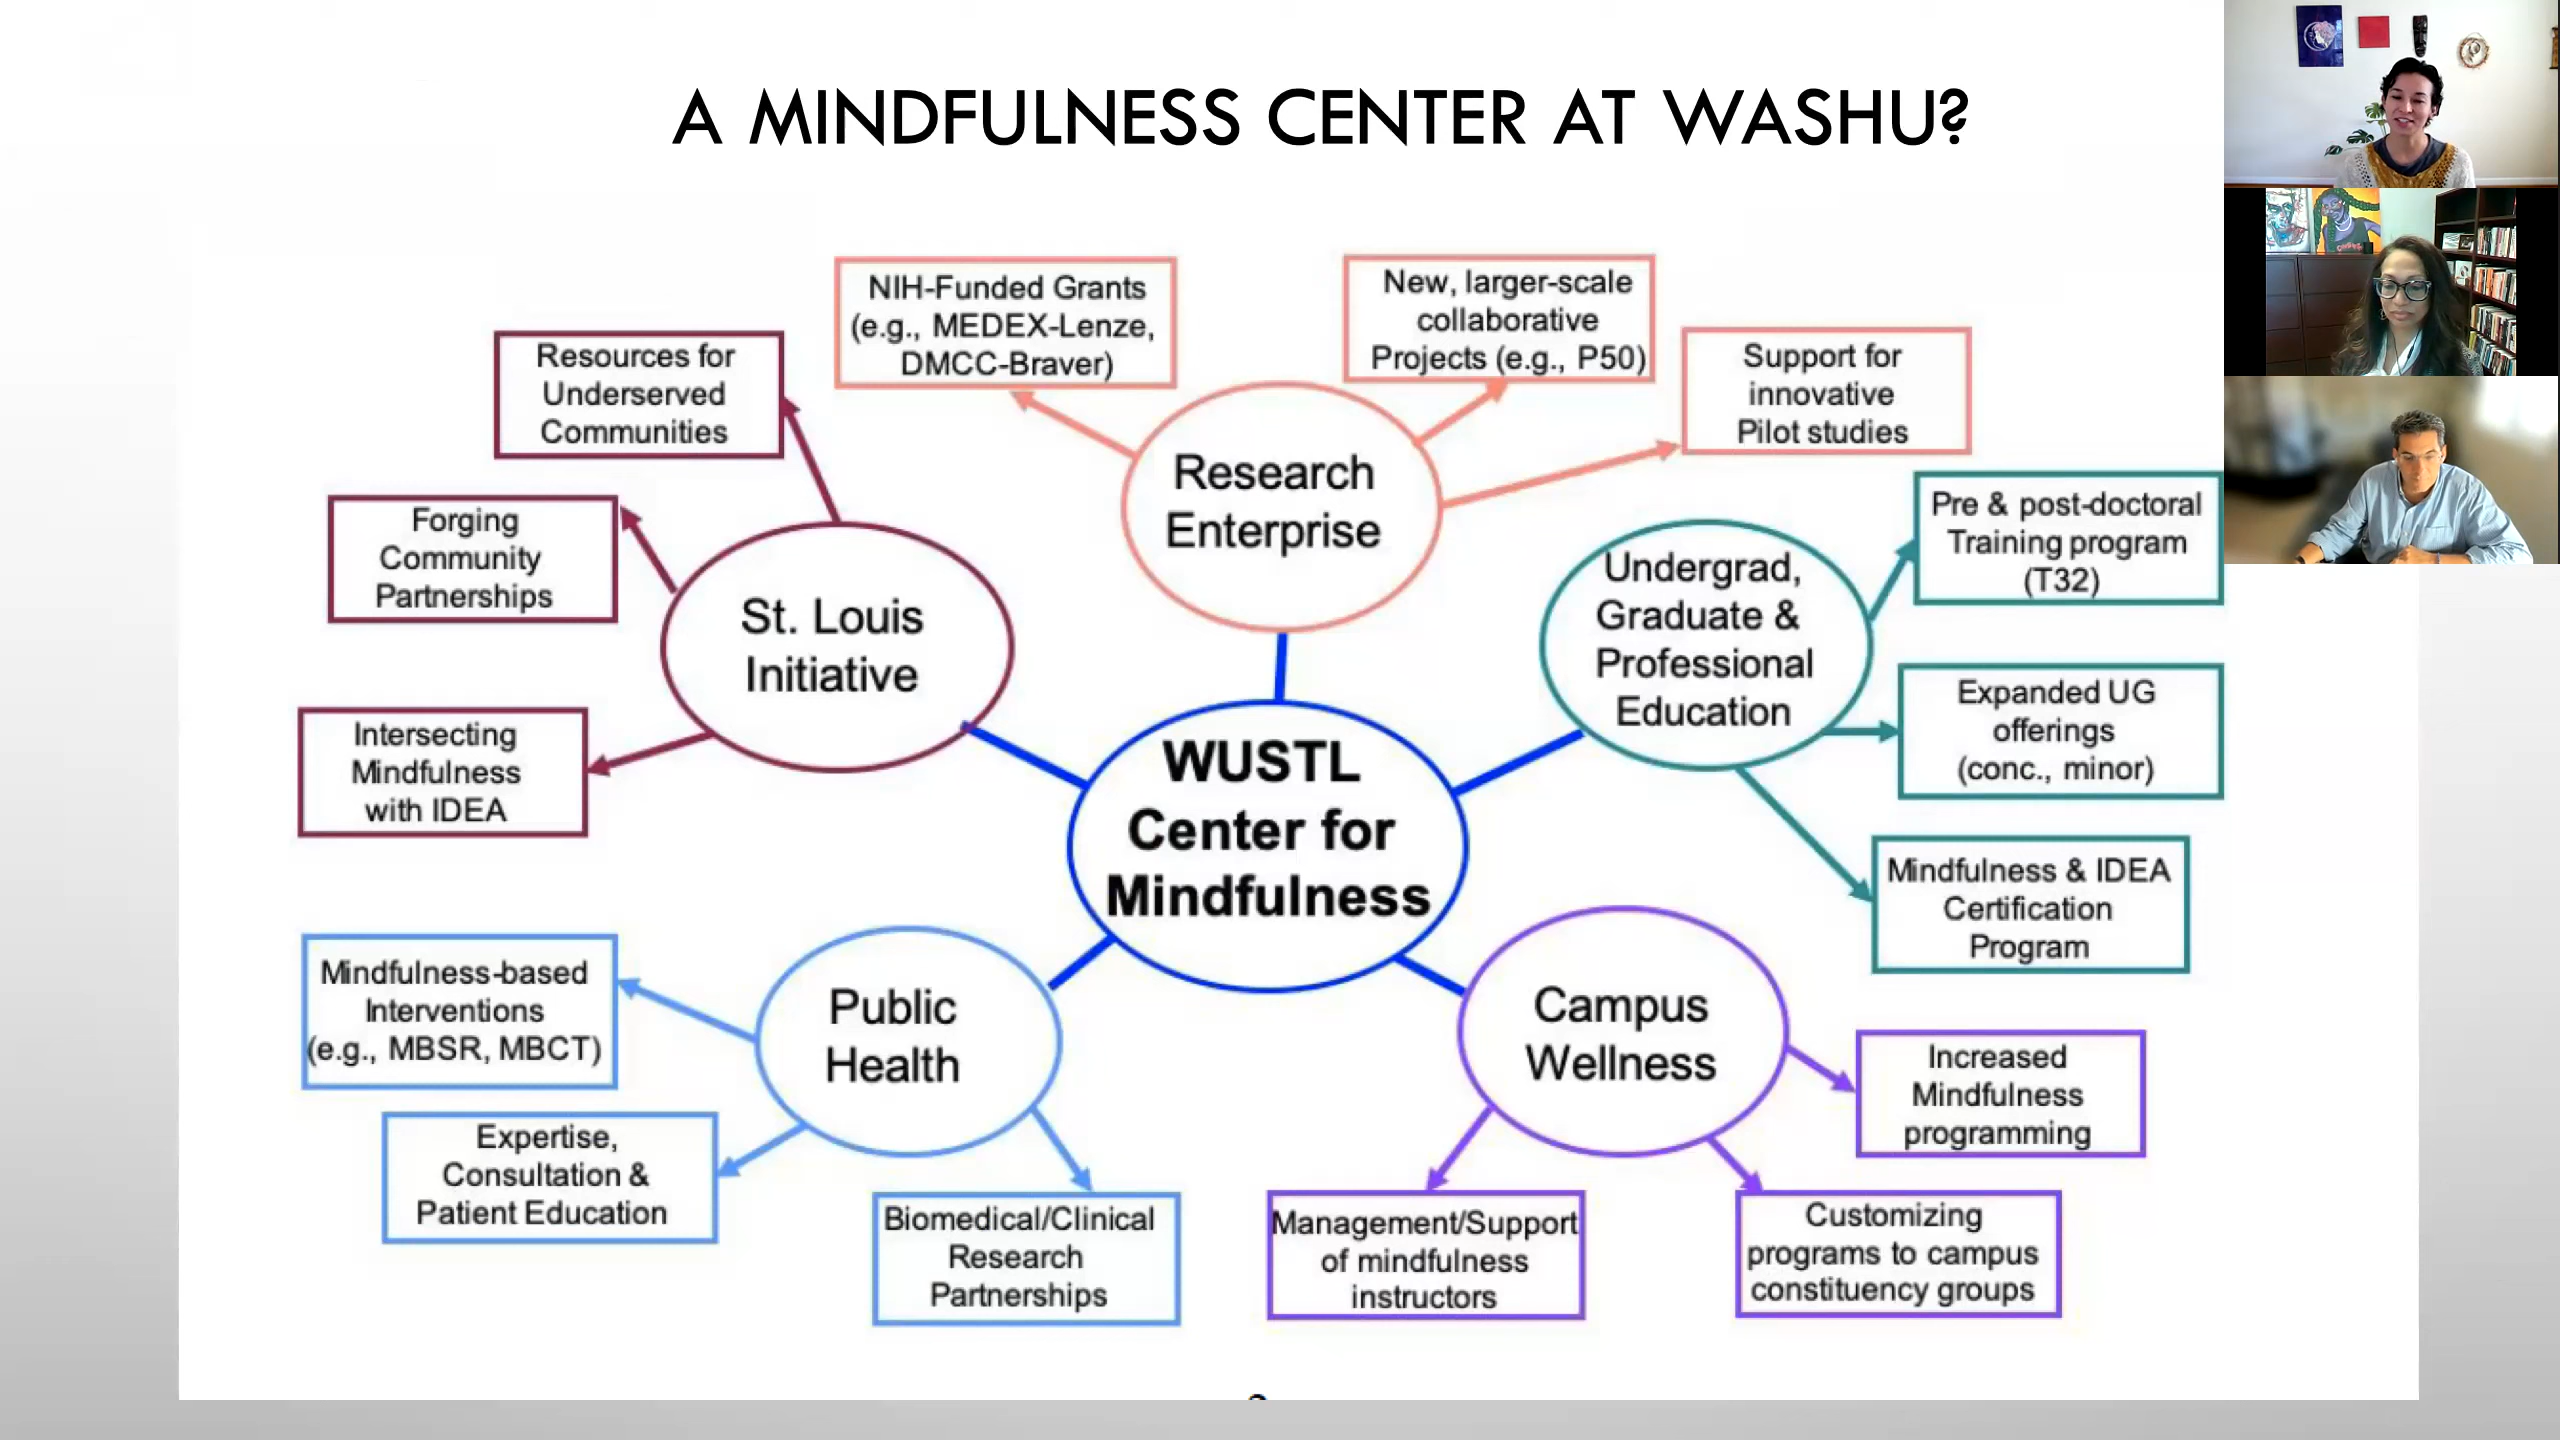 A MINDFULNESS CENTER AT WASHU?
NIH-Funded Grants
(e.g., MEDEX-Lenze,
DMCC-Braver)
New, larger-scale
collaborative
Projects (e.g., P50)
Support for
innovative
Pilot studies
Resources for
Underserved
Communities
Forging
Community
Partnerships
Intersecting
Mindfulness
with IDEA
St. Louis
Initiative
Research
Enterprise
Undergrad,
Graduate &
Professional
Education
Pre & post-doctoral
Training program
(T32)
Expanded UG
offerings
(conc., minor)
Mindfulness & IDEA
Certification
Program
WUSTL
Center for
Mindfulness
Public
Health
Mindfulness-based
Interventions
(e.g., MBSR, MBCT)
Expertise,
Consultation &
Patient Education
Biomedical/Clinical
Research
Partnerships
Campus
Wellness
Increased
Mindfulness
programming
Management/Support
of mindfulness
instructors
Customizing
programs to campus
constituency groups